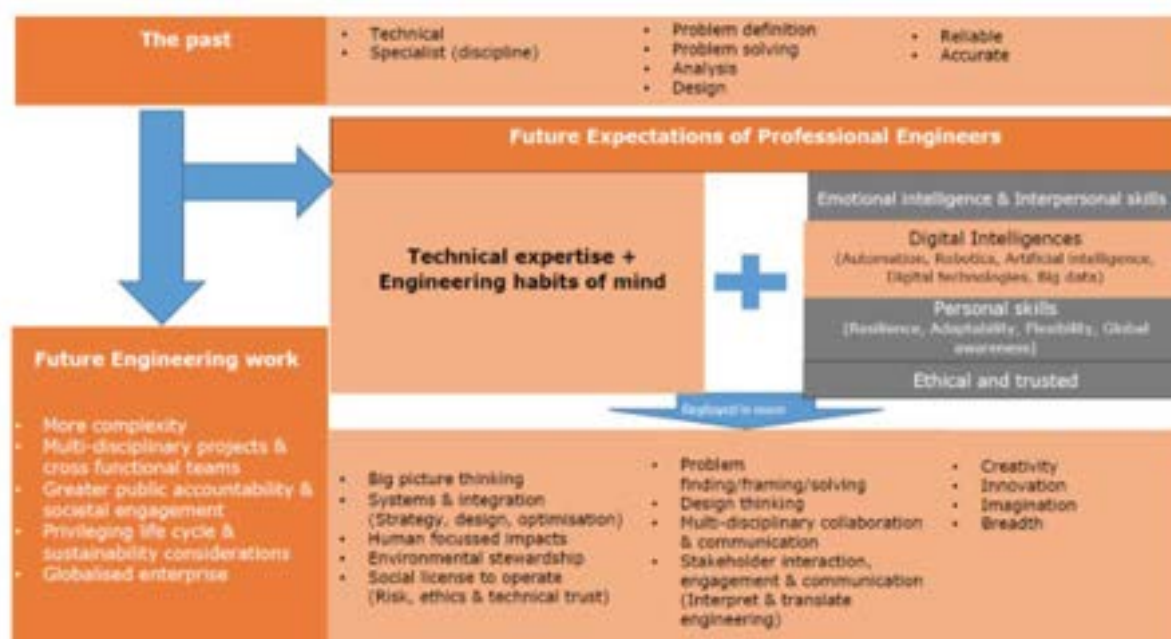 The past
• Technical
• Specialist (discipline)
• Problem definition
• Problem solving
• Analysis
• Design
• Reliable
• Accurate
Future Expectations of Professional Engineers
Technical expertise +
Engineering habits of mind
Emotional intelligence & Interpersonal skills
Digital Intelligences
(Automation, Robotics, Artificial intelligence,
Digital technologies, Big data)
Personal skills
(Resilience, Adaptability, Flexibility, Global
awareness)
Ethical and trusted
Deployed in more
Future Engineering work
• More complexity
• Multi-disciplinary projects &
cross functional teams
• Greater public accountability &
societal engagement
• Privileging life cycle &
sustainability considerations
• Globalised enterprise
• Big picture thinking
• Systems & integration
(Strategy, design, optimisation)
• Human focussed impacts
• Environmental stewardship
• Social license to operate
(Risk, ethics & technical trust)
• Problem
finding/framing/solving
• Design thinking
• Multi-disciplinary collaboration
& communication
• Stakeholder interaction,
engagement & communication
(Interpret & translate
engineering)
• Creativity
• Innovation
• Imagination
• Breadth